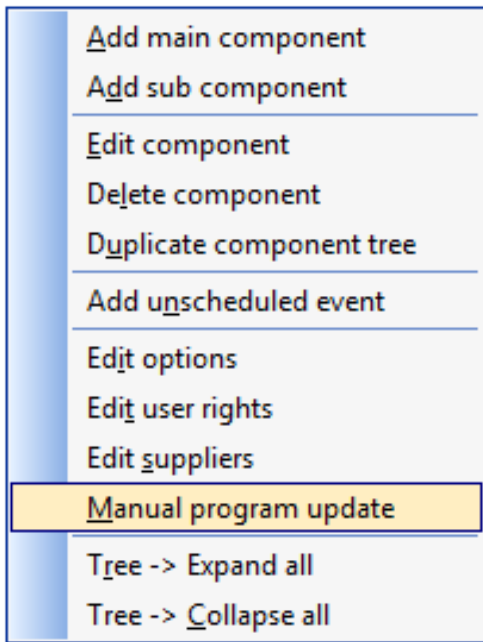 Add main component
Add sub component
Edit component
Delete component
Duplicate component tree
Add unscheduled event
Edit options
Edit user rights
Edit suppliers
Manual program update
Tree -> Expand all
Tree -> Collapse all